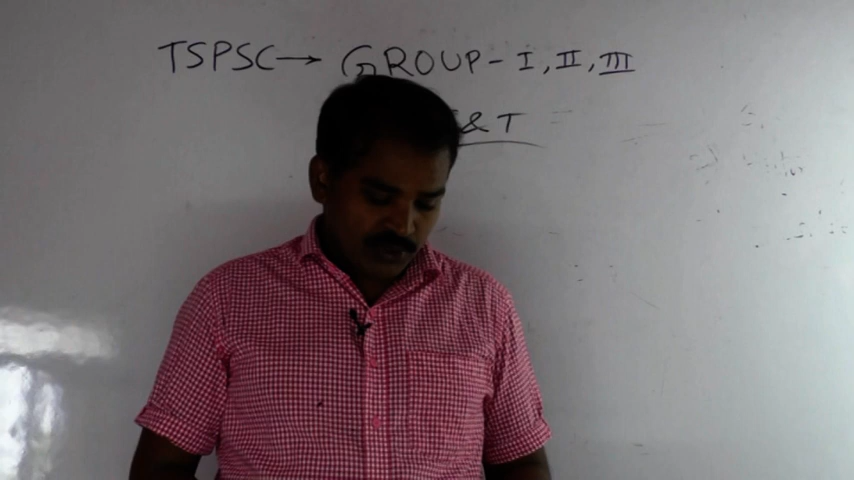 TSPSC → GROUP - I, II, III
& T